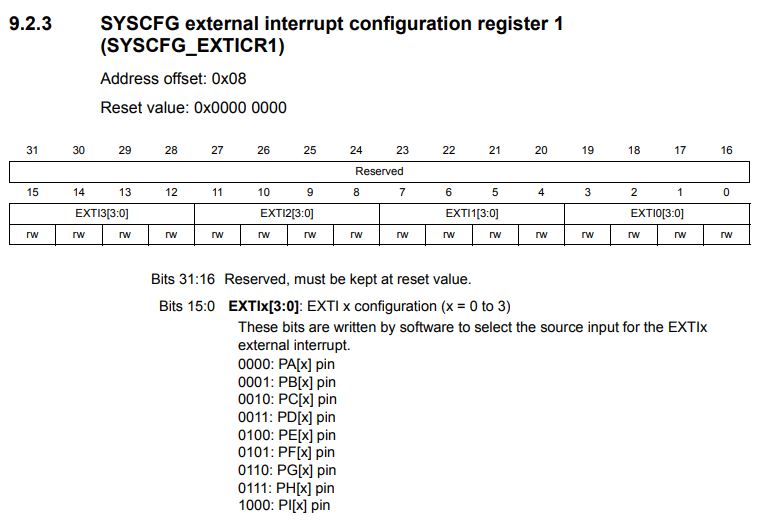 9.2.3 SYSCFG external interrupt configuration register 1
(SYSCFG_EXTICR1)
Address offset: 0x08
Reset value: 0x0000 0000
31 30 29 28 27 26 25 24 23 22 21 20 19 18 17 16
Reserved
15 14 13 12 11 10 9 8 7 6 5 4 3 2 1 0
EXTI3[3:0] EXTI2[3:0] EXTI1[3:0] EXTI0[3:0]
rw rw rw rw rw rw rw rw rw rw rw rw rw rw rw rw
Bits 31:16 Reserved, must be kept at reset value.
Bits 15:0 EXTIx[3:0]: EXTI x configuration (x = 0 to 3)
These bits are written by software to select the source input for the EXTIx
external interrupt.
0000: PA[x] pin
0001: PB[x] pin
0010: PC[x] pin
0011: PD[x] pin
0100: PE[x] pin
0101: PF[x] pin
0110: PG[x] pin
0111: PH[x] pin
1000: PI[x] pin